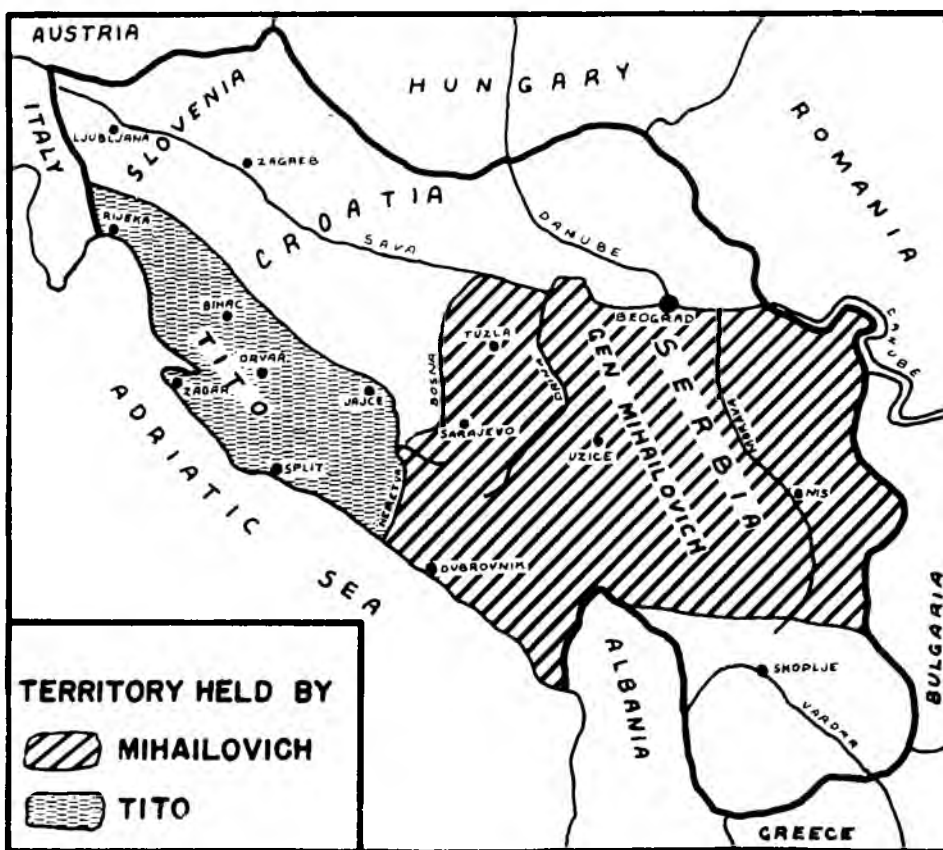 AUSTRIA
HUNGARY
ROMANIA
ITALY
SLOVENIA
LJUBLJANA
ZAGREB
CROATIA
SAVA
DANUBE
RIJEKA
BIHAC
TITO
DRVAR
ZADAR
JAJCE
SPLIT
NERETVA
BOSNA
TUZLA
DRINA
SARAJEVO
UZICE
BEOGRAD
SERBIA
GEN MIHAILOVICH
MORAVA
NIS
DANUBE
DUBROVNIK
ADRIATIC SEA
ALBANIA
SKOPLJE
VARDAR
BULGARIA
GREECE
TERRITORY HELD BY
MIHAILOVICH
TITO